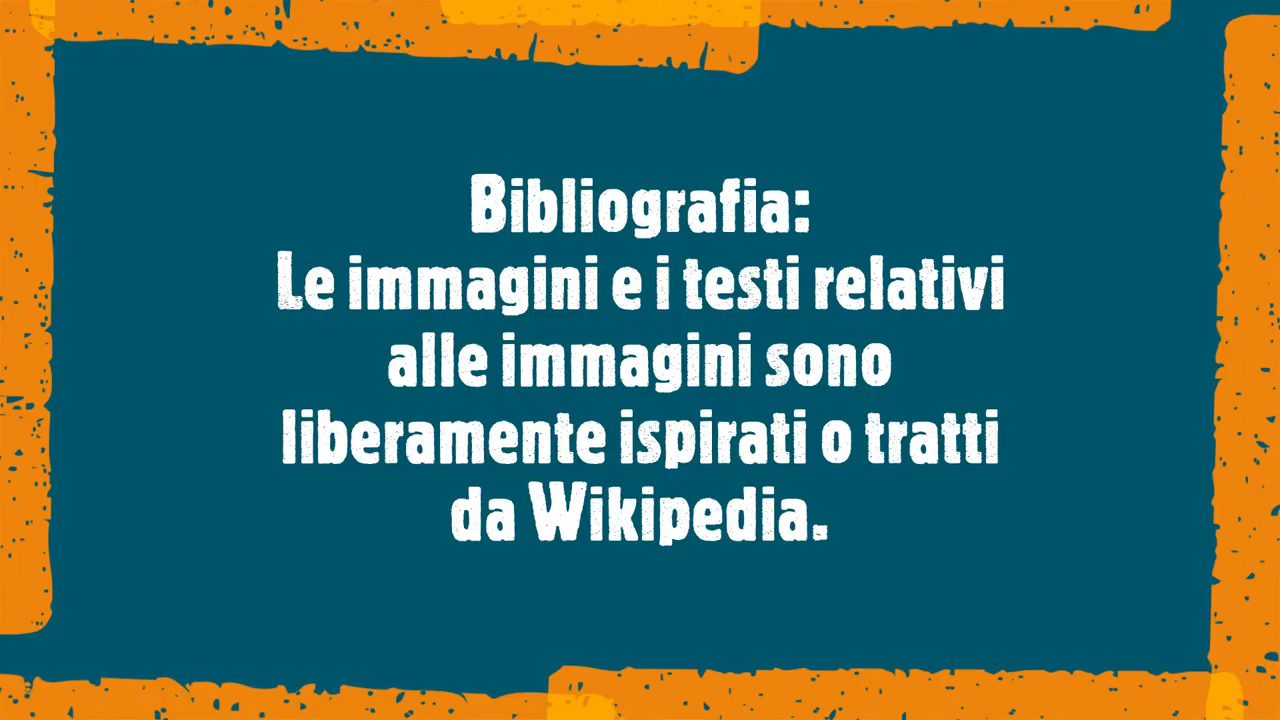 Bibliografia:
Le immagini e i testi relativi
alle immagini sono
liberamente ispirati o tratti
da Wikipedia.